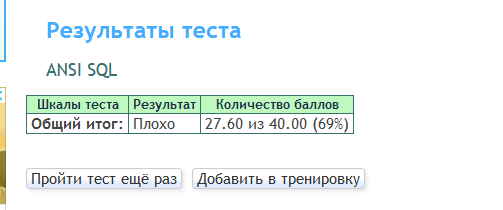 Результаты теста
ANSI SQL
Шкалы теста Результат Количество баллов
Общий итог: Плохо 27.60 из 40.00 (69%)
Пройти тест ещё раз Добавить в тренировку